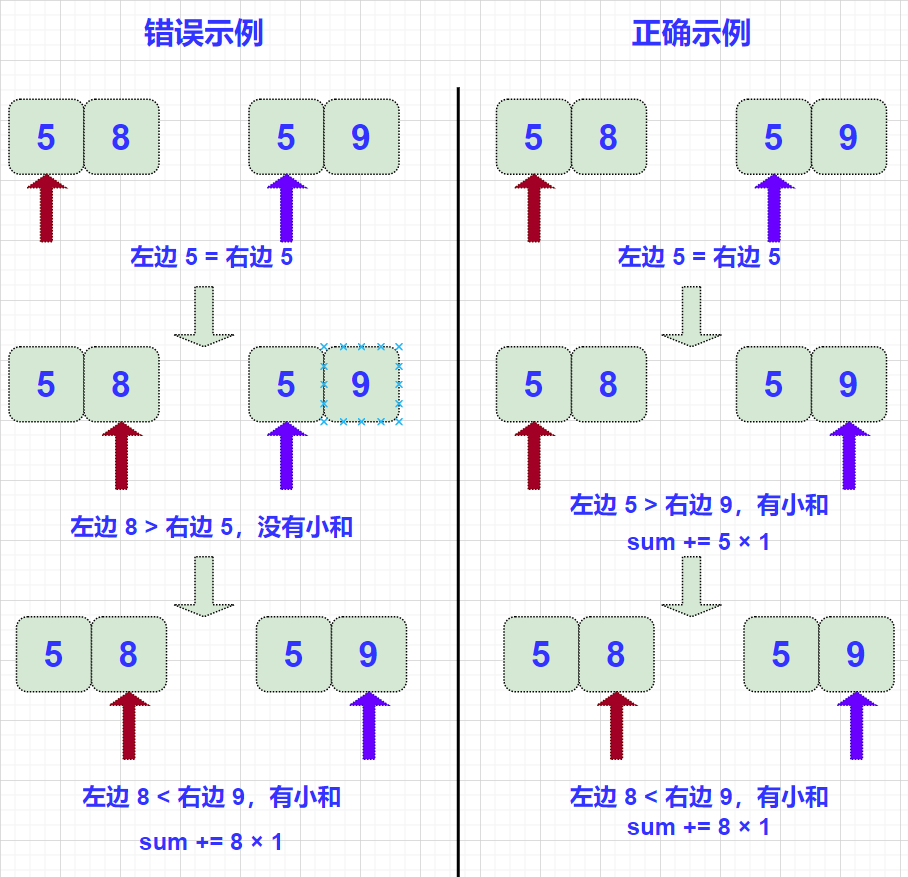 错误示例
5 8 5 9
左边 5 = 右边 5
5 8 5 9
左边 8 > 右边 5，没有小和
5 8 5 9
左边 8 < 右边 9，有小和
sum += 8 × 1
正确示例
5 8 5 9
左边 5 = 右边 5
5 8 5 9
左边 5 > 右边 9，有小和
sum += 5 × 1
5 8 5 9
左边 8 < 右边 9，有小和
sum += 8 × 1